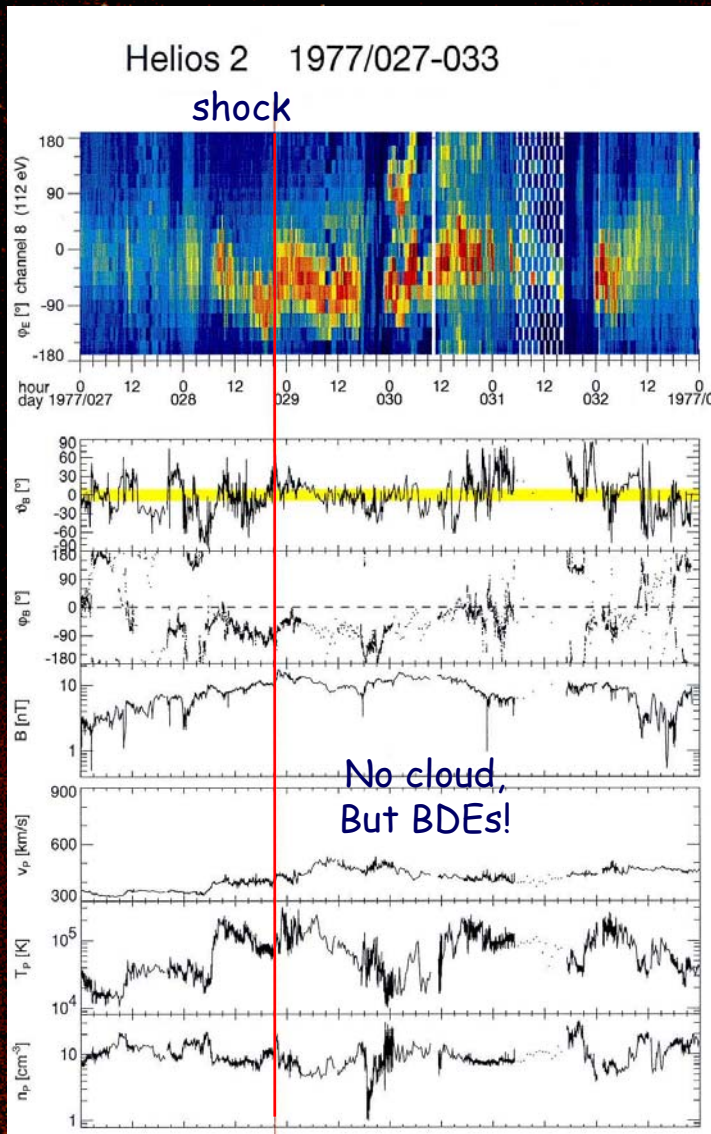 Helios 2 1977/027-033
shock
φE [°] channel 8 (112 eV)
180
90
0
-90
-180
hour 0 12 0 12 0 12 0 12 0 12 0 12 0
day 1977/027 028 029 030 031 032 1977/0
ϑB [°]
90
60
30
0
-30
-60
-90
φB [°]
180
90
0
-90
-180
B [nT]
10
1
No cloud,
But BDEs!
vP [km/s]
900
600
300
TP [K]
10⁵
10⁴
nP [cm⁻³]
10
1